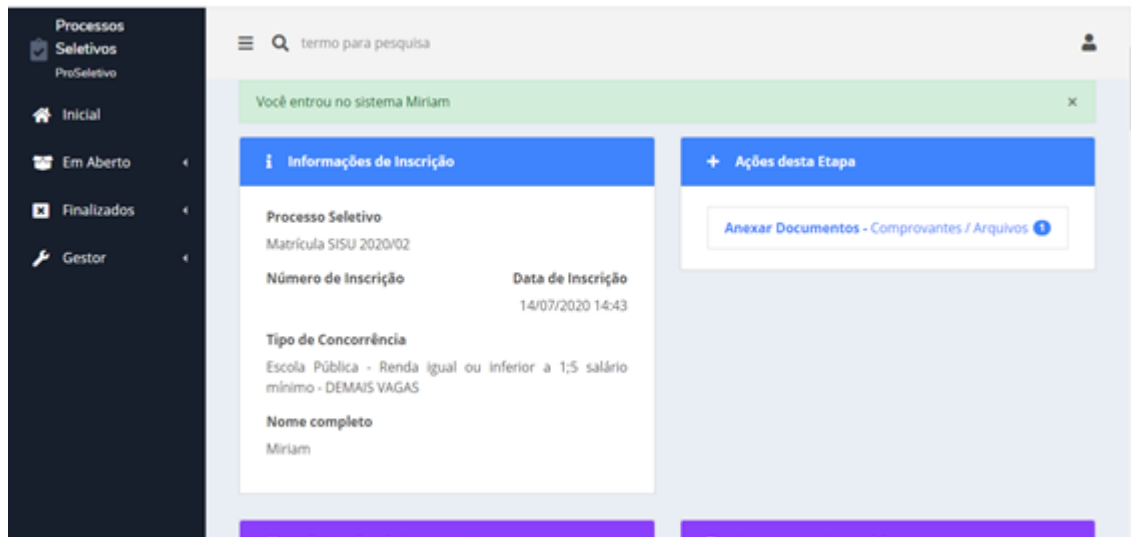 Processos
Seletivos
ProSeletivo
Inicial
Em Aberto
Finalizados
Gestor
termo para pesquisa
Você entrou no sistema Miriam ×
Informações de Inscrição
Processo Seletivo
Matrícula SISU 2020/02
Número de Inscrição Data de Inscrição
14/07/2020 14:43
Tipo de Concorrência
Escola Pública - Renda igual ou inferior a 1;5 salário
mínimo - DEMAIS VAGAS
Nome completo
Miriam
Ações desta Etapa
Anexar Documentos - Comprovantes / Arquivos 1